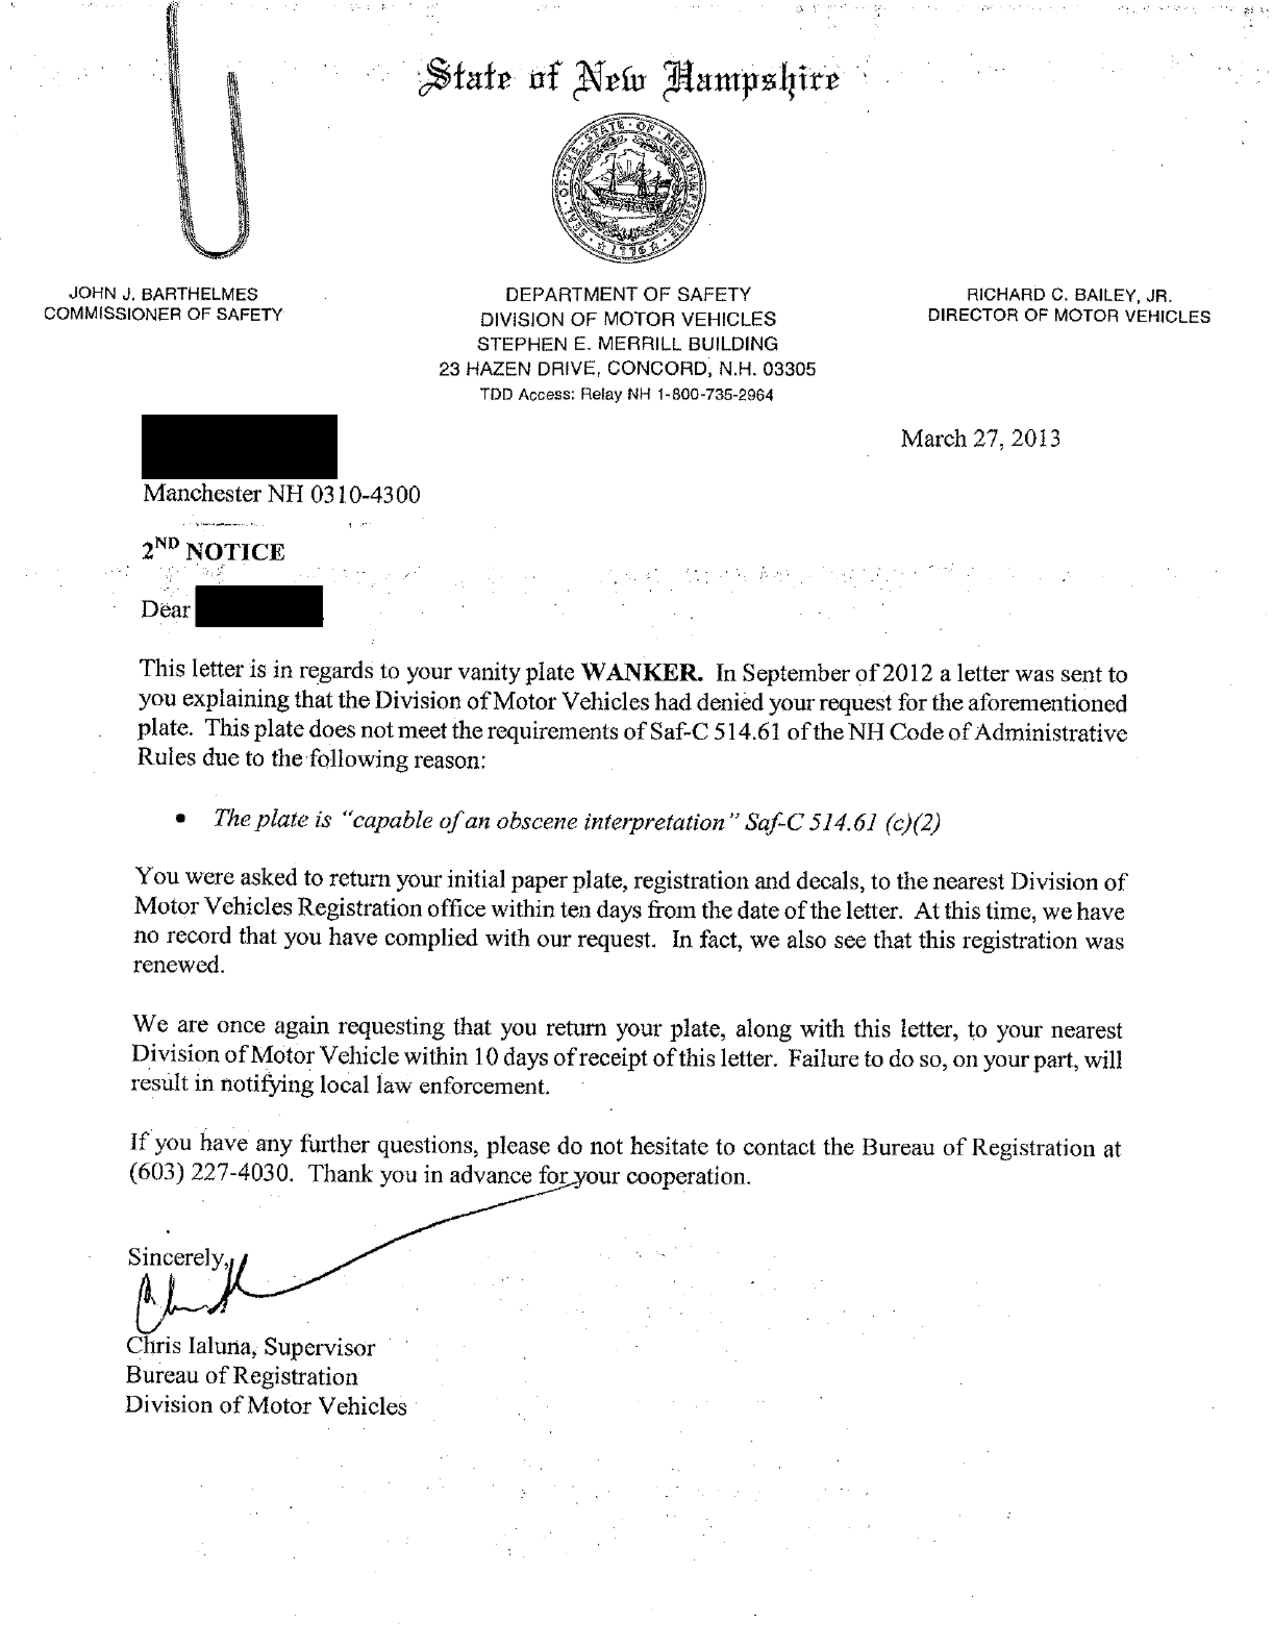 State of New Hampshire
SEAL · OF · THE · STATE · OF · NEW HAMPSHIRE
1776
JOHN J. BARTHELMES
COMMISSIONER OF SAFETY
DEPARTMENT OF SAFETY
DIVISION OF MOTOR VEHICLES
STEPHEN E. MERRILL BUILDING
23 HAZEN DRIVE, CONCORD, N.H. 03305
TDD Access: Relay NH 1-800-735-2964
RICHARD C. BAILEY, JR.
DIRECTOR OF MOTOR VEHICLES
March 27, 2013
Manchester NH 0310-4300
2ND NOTICE
Dear
This letter is in regards to your vanity plate WANKER. In September of 2012 a letter was sent to
you explaining that the Division of Motor Vehicles had denied your request for the aforementioned
plate. This plate does not meet the requirements of Saf-C 514.61 of the NH Code of Administrative
Rules due to the following reason:
• The plate is “capable of an obscene interpretation” Saf-C 514.61 (c)(2)
You were asked to return your initial paper plate, registration and decals, to the nearest Division of
Motor Vehicles Registration office within ten days from the date of the letter. At this time, we have
no record that you have complied with our request. In fact, we also see that this registration was
renewed.
We are once again requesting that you return your plate, along with this letter, to your nearest
Division of Motor Vehicle within 10 days of receipt of this letter. Failure to do so, on your part, will
result in notifying local law enforcement.
If you have any further questions, please do not hesitate to contact the Bureau of Registration at
(603) 227-4030. Thank you in advance for your cooperation.
Sincerely,
Chris Ialuna, Supervisor
Bureau of Registration
Division of Motor Vehicles